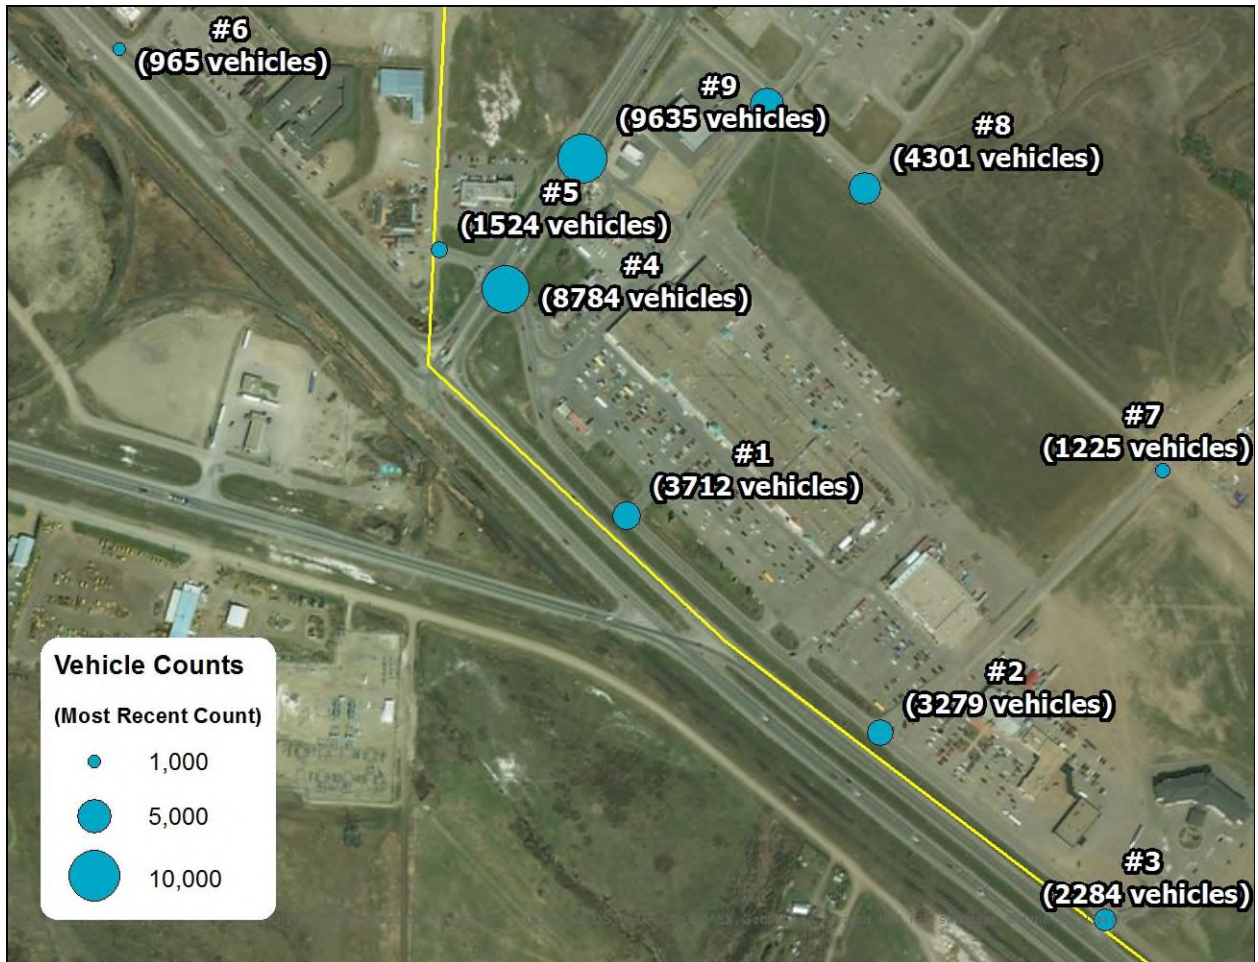 #6
(965 vehicles)
#9
(9635 vehicles)
#8
(4301 vehicles)
#5
(1524 vehicles)
#4
(8784 vehicles)
#7
(1225 vehicles)
#1
(3712 vehicles)
#2
(3279 vehicles)
#3
(2284 vehicles)
Vehicle Counts
(Most Recent Count)
1,000
5,000
10,000